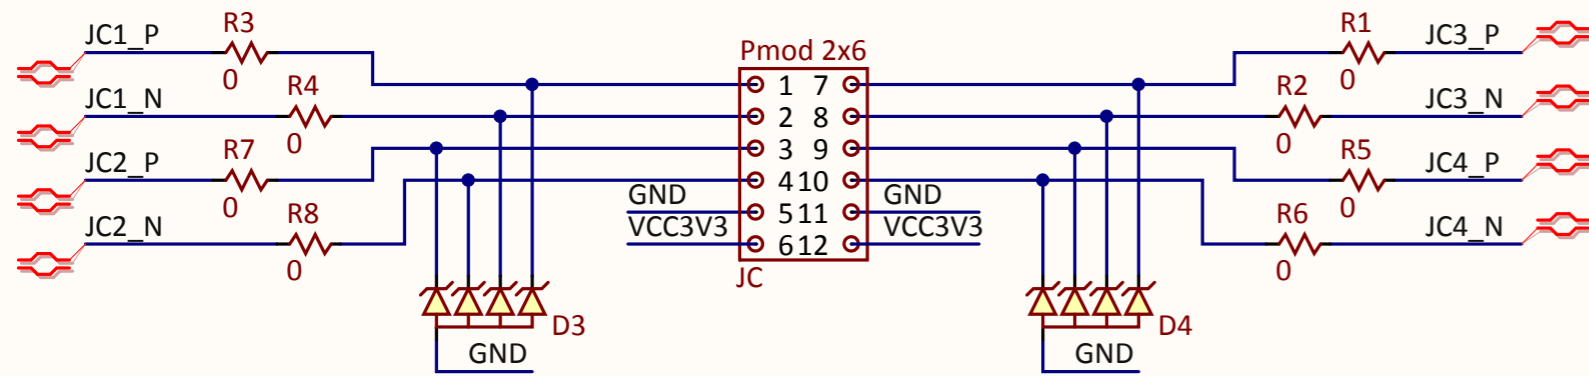 JC1_P R3 0
JC1_N R4 0
JC2_P R7 0
JC2_N R8 0
Pmod 2x6
1 7
2 8
3 9
4 10
GND 5 11 GND
VCC3V3 6 12 VCC3V3
JC
R1 0 JC3_P
R2 0 JC3_N
R5 0 JC4_P
R6 0 JC4_N
D3
GND
D4
GND